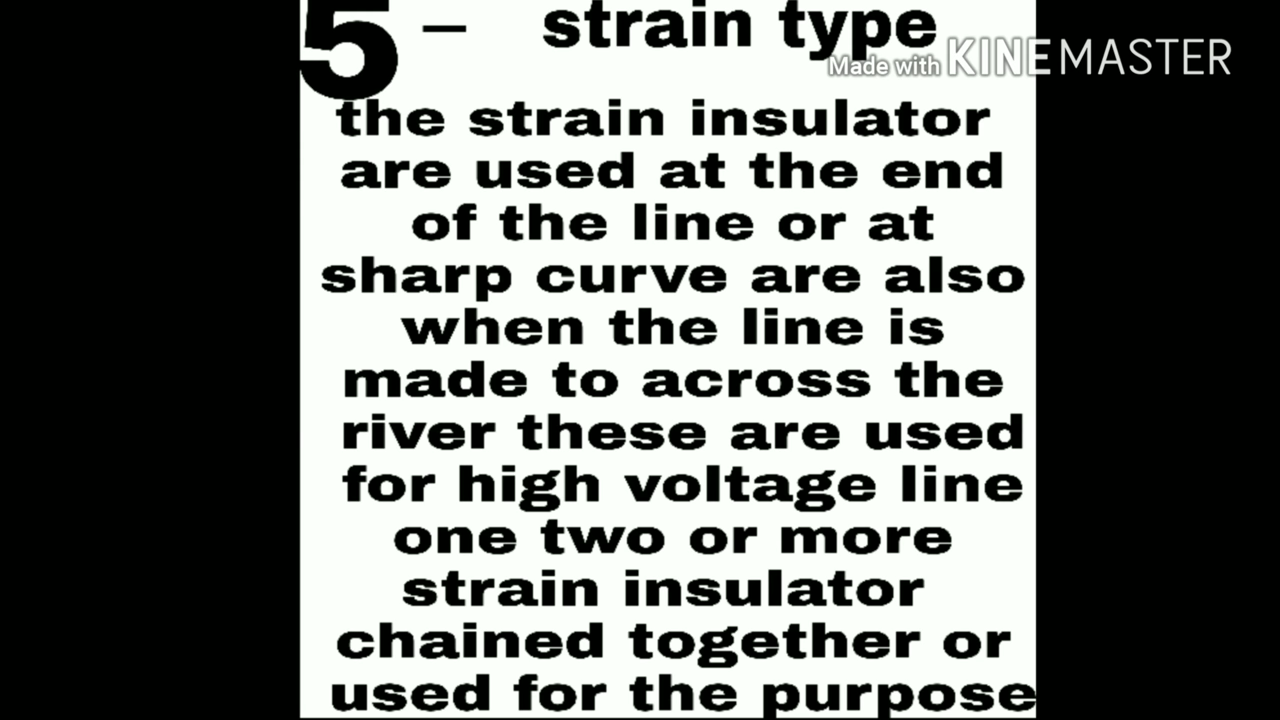 5 – strain type
Made with KINEMASTER
the strain insulator
are used at the end
of the line or at
sharp curve are also
when the line is
made to across the
river these are used
for high voltage line
one two or more
strain insulator
chained together or
used for the purpose